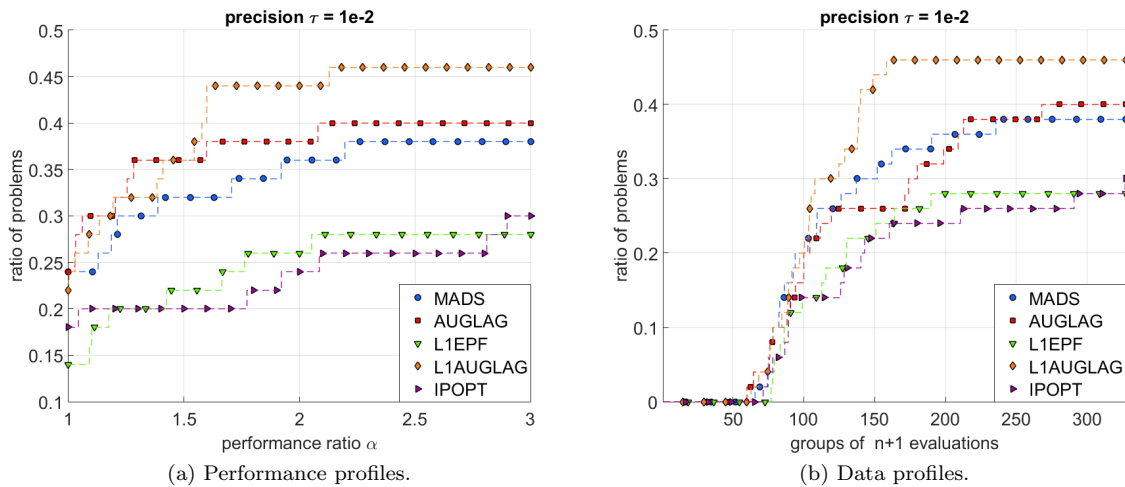 precision τ = 1e-2
0.5
0.45
0.4
0.35
0.3
0.25
0.2
0.15
0.1
1
1.5
2
2.5
3
ratio of problems
performance ratio α
MADS
AUGLAG
L1EPF
L1AUGLAG
IPOPT
(a) Performance profiles.
precision τ = 1e-2
0.5
0.4
0.3
0.2
0.1
0
50
100
150
200
250
300
ratio of problems
groups of n+1 evaluations
MADS
AUGLAG
L1EPF
L1AUGLAG
IPOPT
(b) Data profiles.